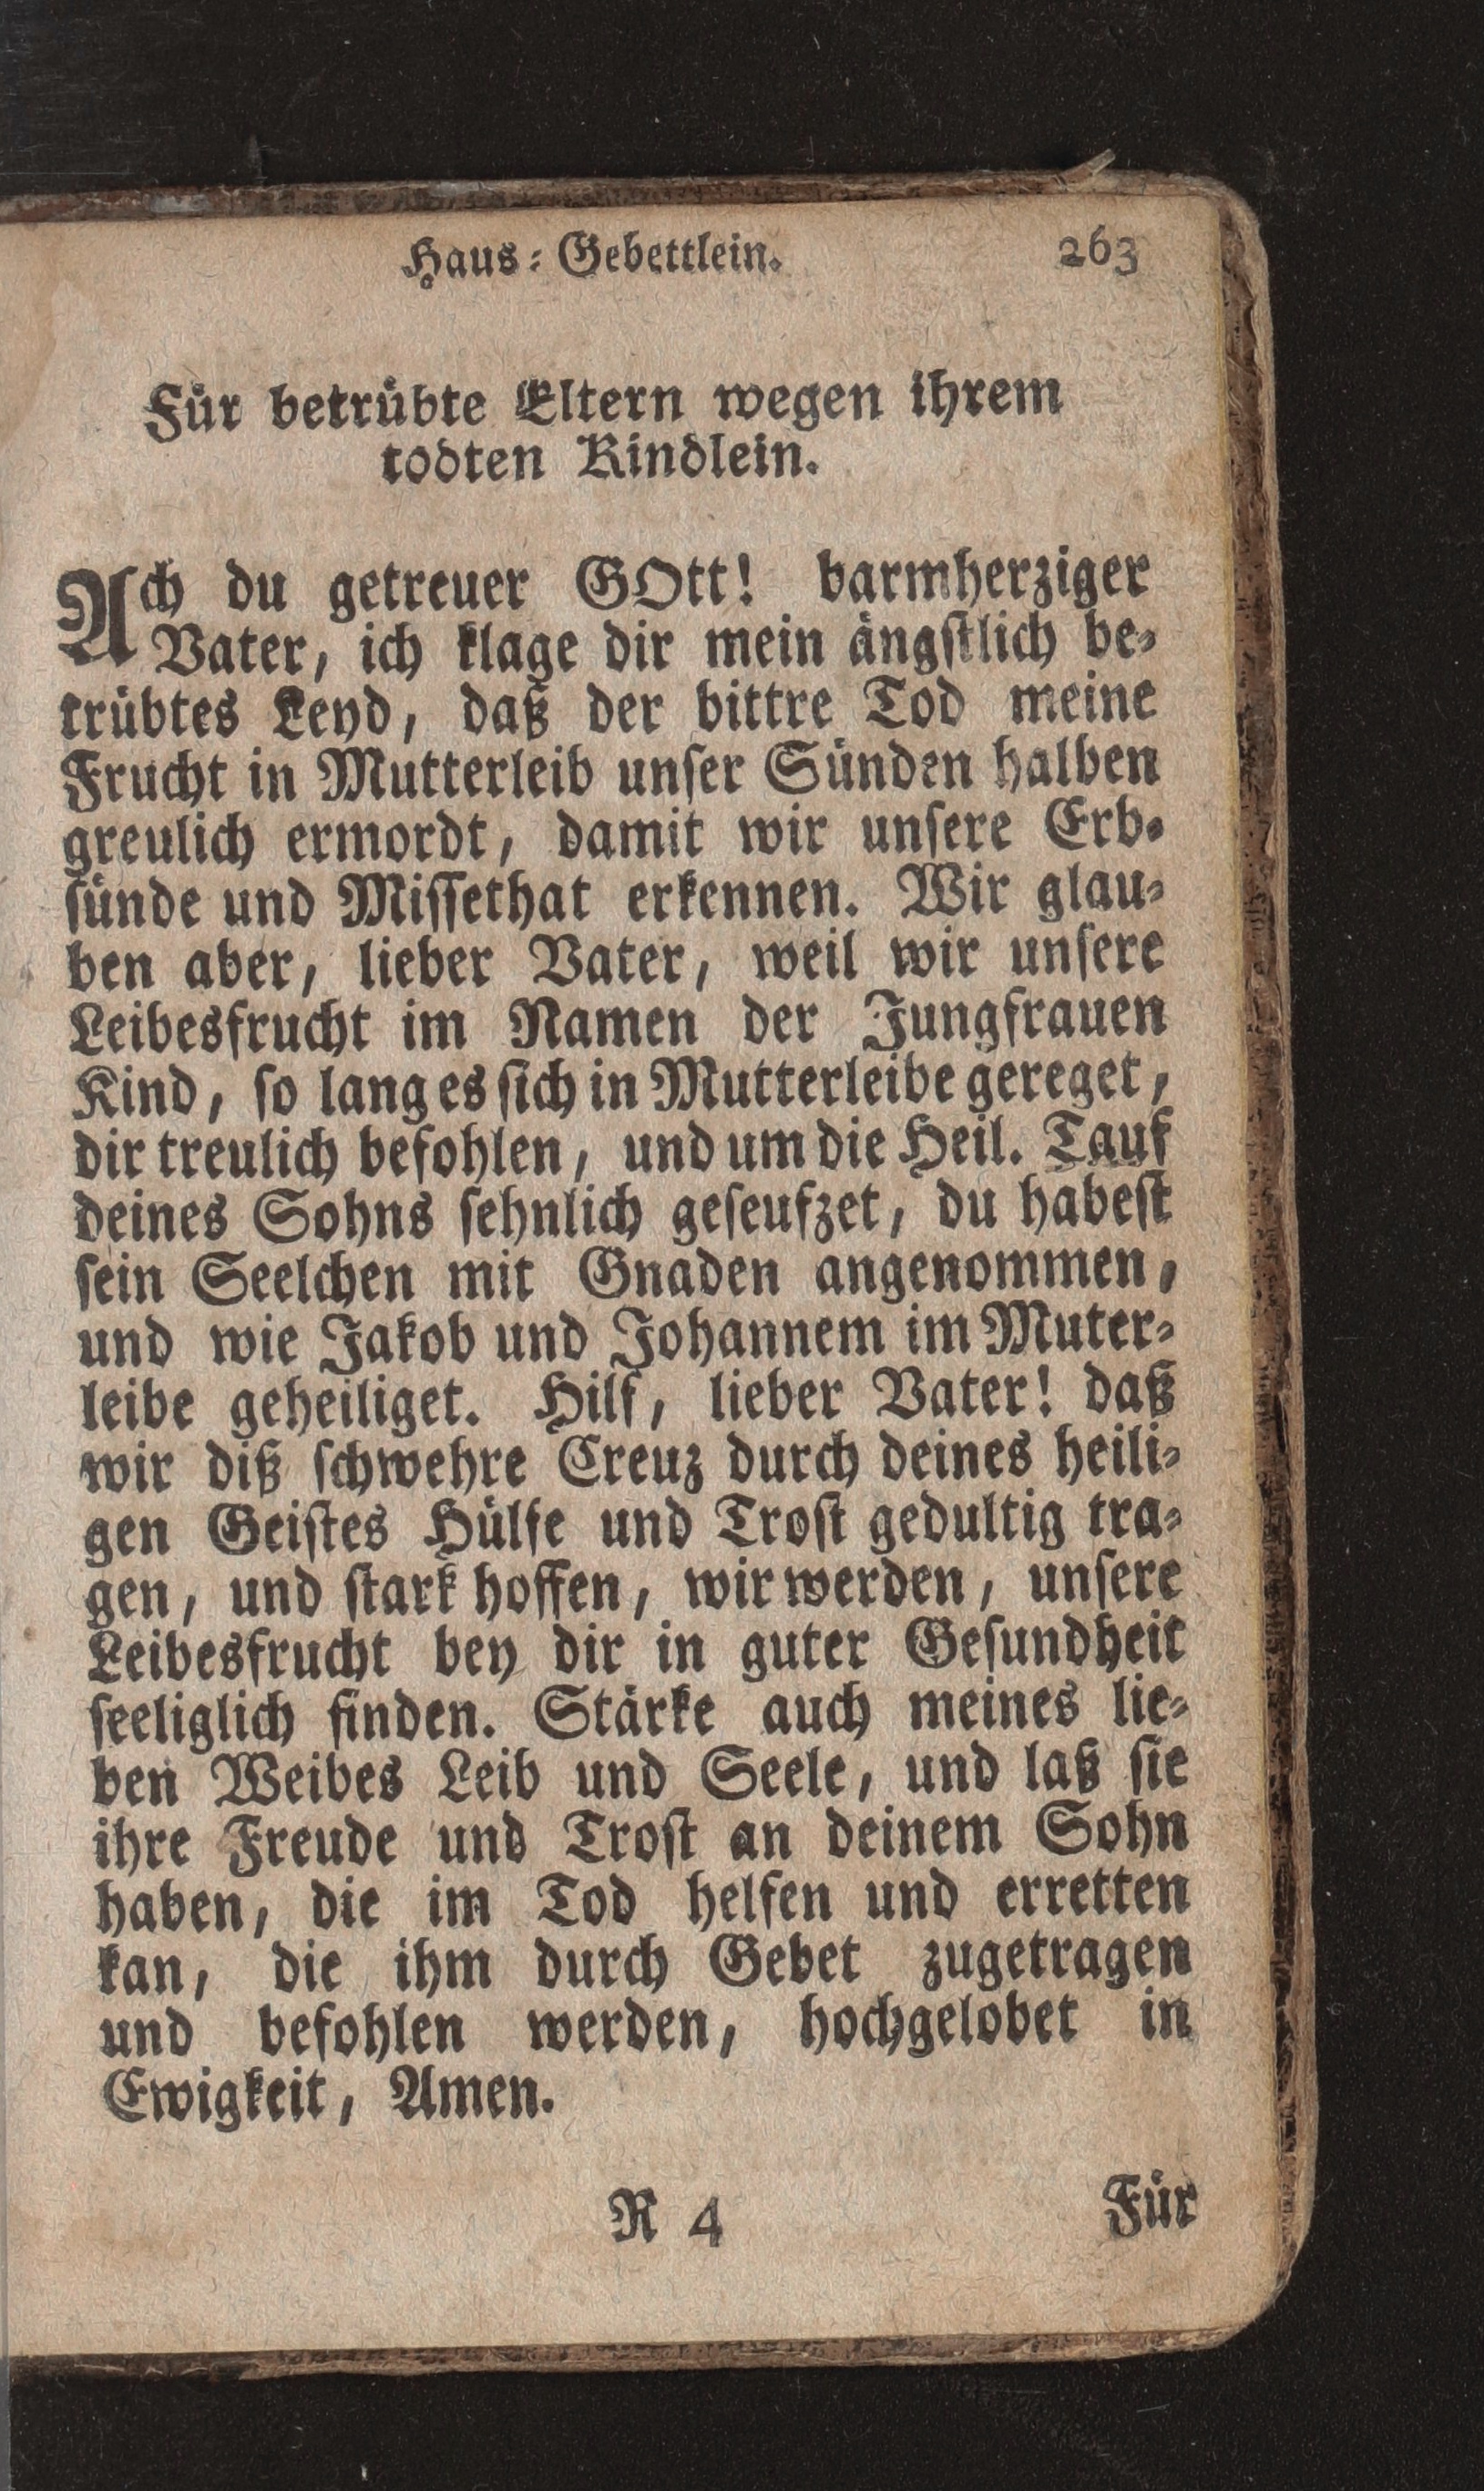 Haus-Gebettlein. 263
Für betrübte Eltern wegen ihrem
todten Kindlein.
Ach du getreuer GOtt! barmherziger
Vater, ich klage dir mein ängstlich be-
trübtes Leyd, daß der bittre Tod meine
Frucht in Mutterleib unser Sünden halben
greulich ermordt, damit wir unsere Erb-
sünde und Missethat erkennen. Wir glau-
ben aber, lieber Vater, weil wir unsere
Leibesfrucht im Namen der Jungfrauen
Kind, so lang es sich in Mutterleibe gereget,
dir treulich befohlen, und um die Heil. Tauf
deines Sohns sehnlich geseufzet, du habest
sein Seelchen mit Gnaden angenommen,
und wie Jakob und Johannem im Muter-
leibe geheiliget. Hilf, lieber Vater! daß
wir diß schwehre Creuz durch deines heili-
gen Geistes Hülfe und Trost gedultig tra-
gen, und stark hoffen, wir werden, unsere
Leibesfrucht bey dir in guter Gesundheit
seeliglich finden. Stärke auch meines lie-
ben Weibes Leib und Seele, und laß sie
ihre Freude und Trost an deinem Sohn
haben, die im Tod helfen und erretten
kan, die ihm durch Gebet zugetragen
und befohlen werden, hochgelobet in
Ewigkeit, Amen.
R 4 Für